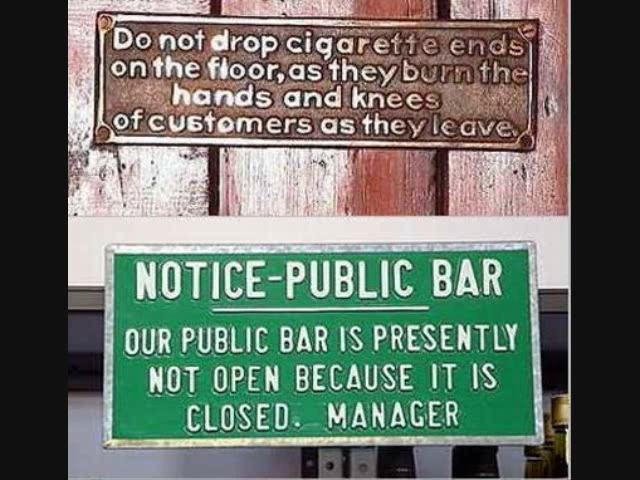 Do not drop cigarette ends
on the floor, as they burn the
hands and knees
of customers as they leave.
NOTICE-PUBLIC BAR
OUR PUBLIC BAR IS PRESENTLY
NOT OPEN BECAUSE IT IS
CLOSED. MANAGER